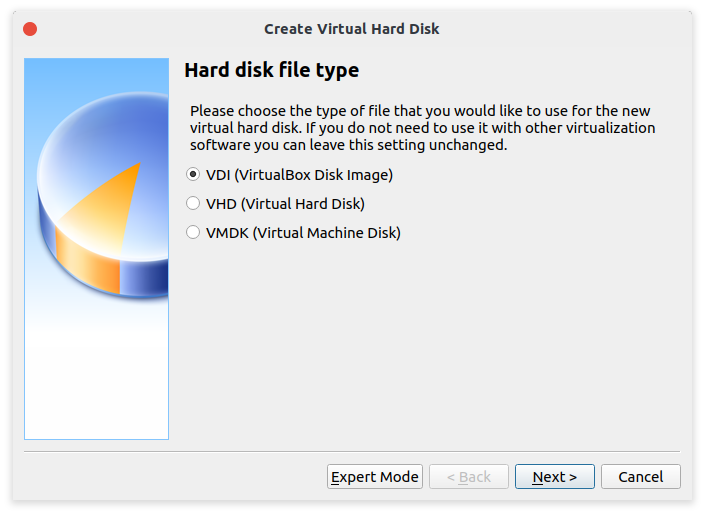 Create Virtual Hard Disk
Hard disk file type
Please choose the type of file that you would like to use for the new
virtual hard disk. If you do not need to use it with other virtualization
software you can leave this setting unchanged.
VDI (VirtualBox Disk Image)
VHD (Virtual Hard Disk)
VMDK (Virtual Machine Disk)
Expert Mode < Back Next > Cancel